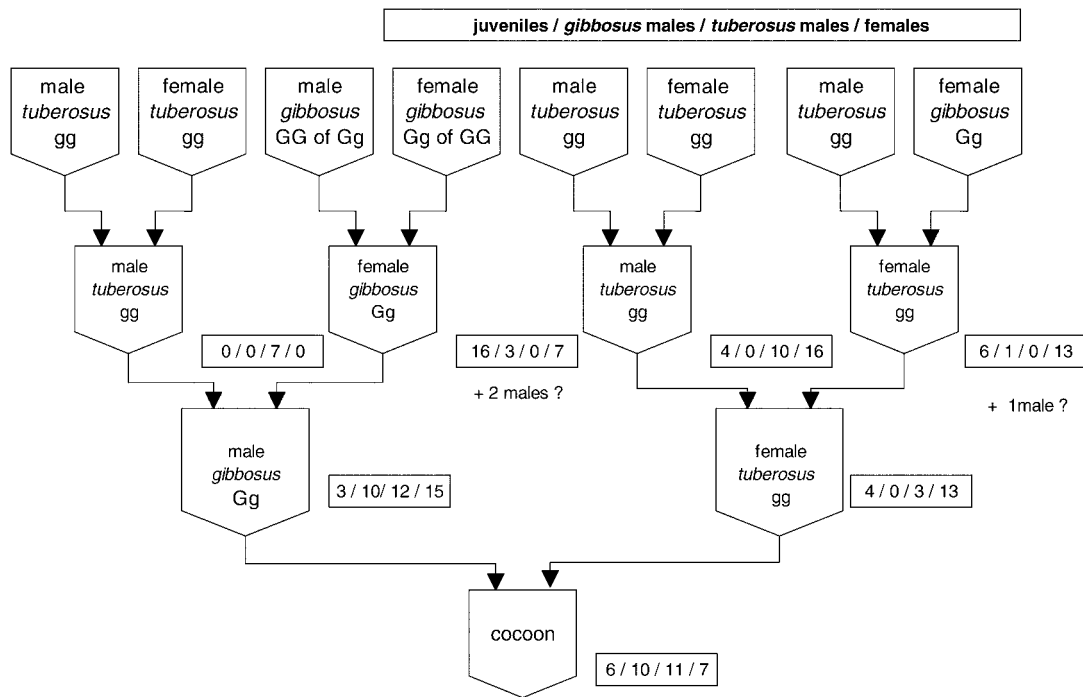 juveniles / gibbosus males / tuberosus males / females
male
tuberosus
gg
female
tuberosus
gg
male
gibbosus
GG of Gg
female
gibbosus
Gg of GG
male
tuberosus
gg
female
tuberosus
gg
male
tuberosus
gg
female
gibbosus
Gg
male
tuberosus
gg
female
gibbosus
Gg
male
tuberosus
gg
female
tuberosus
gg
0 / 0 / 7 / 0
16 / 3 / 0 / 7
+ 2 males ?
4 / 0 / 10 / 16
6 / 1 / 0 / 13
+ 1male ?
male
gibbosus
Gg
3 / 10/ 12 / 15
female
tuberosus
gg
4 / 0 / 3 / 13
cocoon
6 / 10 / 11 / 7